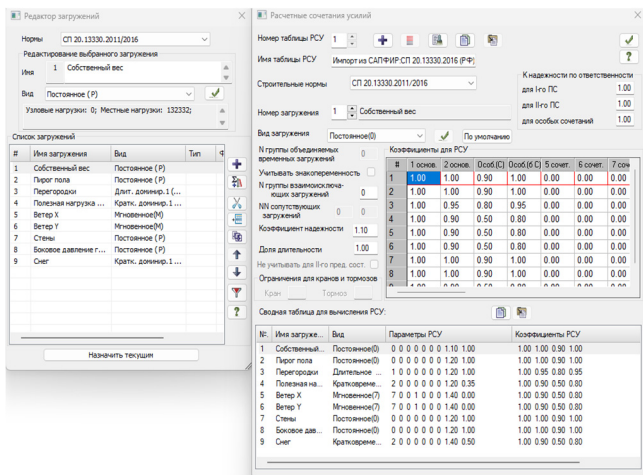 Редактор загружений
Нормы СП 20.13330.2011/2016
Редактирование выбранного загружения
Имя 1 Собственный вес
Вид Постоянное ( P )
Узловые нагрузки: 0; Местные нагрузки: 132332;
Список загружений
# Имя загружения Вид Тип Ф
1 Собственный вес Постоянное ( P )
2 Пирог пола Постоянное ( P )
3 Перегородки Длит. доминир.1 (...
4 Полезная нагрузка ... Кратк. доминир.1 ...
5 Ветер X Мгновенное(М)
6 Ветер Y Мгновенное(М)
7 Стены Постоянное ( P )
8 Боковое давление г... Постоянное ( P )
9 Снег Кратк. доминир.1 ...
Назначить текущим
Расчетные сочетания усилий
Номер таблицы РСУ 1
Имя таблицы РСУ Импорт из САПФИР:СП 20.13330.2016 (РФ)
Строительные нормы СП 20.13330.2011/2016
К надежности по ответственности
для I-го ПС 1.00
для II-го ПС 1.00
для особых сочетаний 1.00
Номер загружения 1 Собственный вес
Вид загружения Постоянное(0) По умолчанию
N группы объединяемых временных загружений 0
Учитывать знакопеременность
N группы взаимоисключа-
ющих загружений 0
NN сопутствующих
загружений 0 0
Коэффициент надежности 1.10
Доля длительности 1.00
Не учитывать для II-го пред. сост.
Ограничения для кранов и тормозов
Кран Тормоз
Коэффициенты для РСУ
# 1 основ. 2 основ. Особ.(С) Особ.(б С) 5 сочет. 6 сочет. 7 соч
1 1.00 1.00 0.90 1.00 0.00 0.00 0.00
2 1.00 1.00 0.90 1.00 0.00 0.00 0.00
3 1.00 0.95 0.80 0.95 0.00 0.00 0.00
4 1.00 0.90 0.50 0.80 0.00 0.00 0.00
5 1.00 0.90 0.50 0.80 0.00 0.00 0.00
6 1.00 0.90 0.50 0.80 0.00 0.00 0.00
7 1.00 1.00 0.90 1.00 0.00 0.00 0.00
8 1.00 1.00 0.90 1.00 0.00 0.00 0.00
Сводная таблица для вычисления РСУ:
№. Имя загруже... Вид Параметры РСУ Коэффициенты РСУ
1 Собственный... Постоянное(0) 0 0 0 0 0 0 1.10 1.00 1.00 1.00 0.90 1.00
2 Пирог пола Постоянное(0) 0 0 0 0 0 0 1.20 1.00 1.00 1.00 0.90 1.00
3 Перегородки Длительное ... 1 0 0 0 0 0 1.20 1.00 1.00 0.95 0.80 0.95
4 Полезная на... Кратковреме... 2 0 0 0 0 0 1.20 0.35 1.00 0.90 0.50 0.80
5 Ветер X Мгновенное(7) 7 0 0 1 0 0 0 1.40 0.00 1.00 0.90 0.50 0.80
6 Ветер Y Мгновенное(7) 7 0 0 1 0 0 0 1.40 0.00 1.00 0.90 0.50 0.80
7 Стены Постоянное(0) 0 0 0 0 0 0 1.20 1.00 1.00 1.00 0.90 1.00
8 Боковое дав... Постоянное(0) 0 0 0 0 0 0 1.20 1.00 1.00 1.00 0.90 1.00
9 Снег Кратковреме... 2 0 0 0 0 0 1.40 0.50 1.00 0.90 0.50 0.80